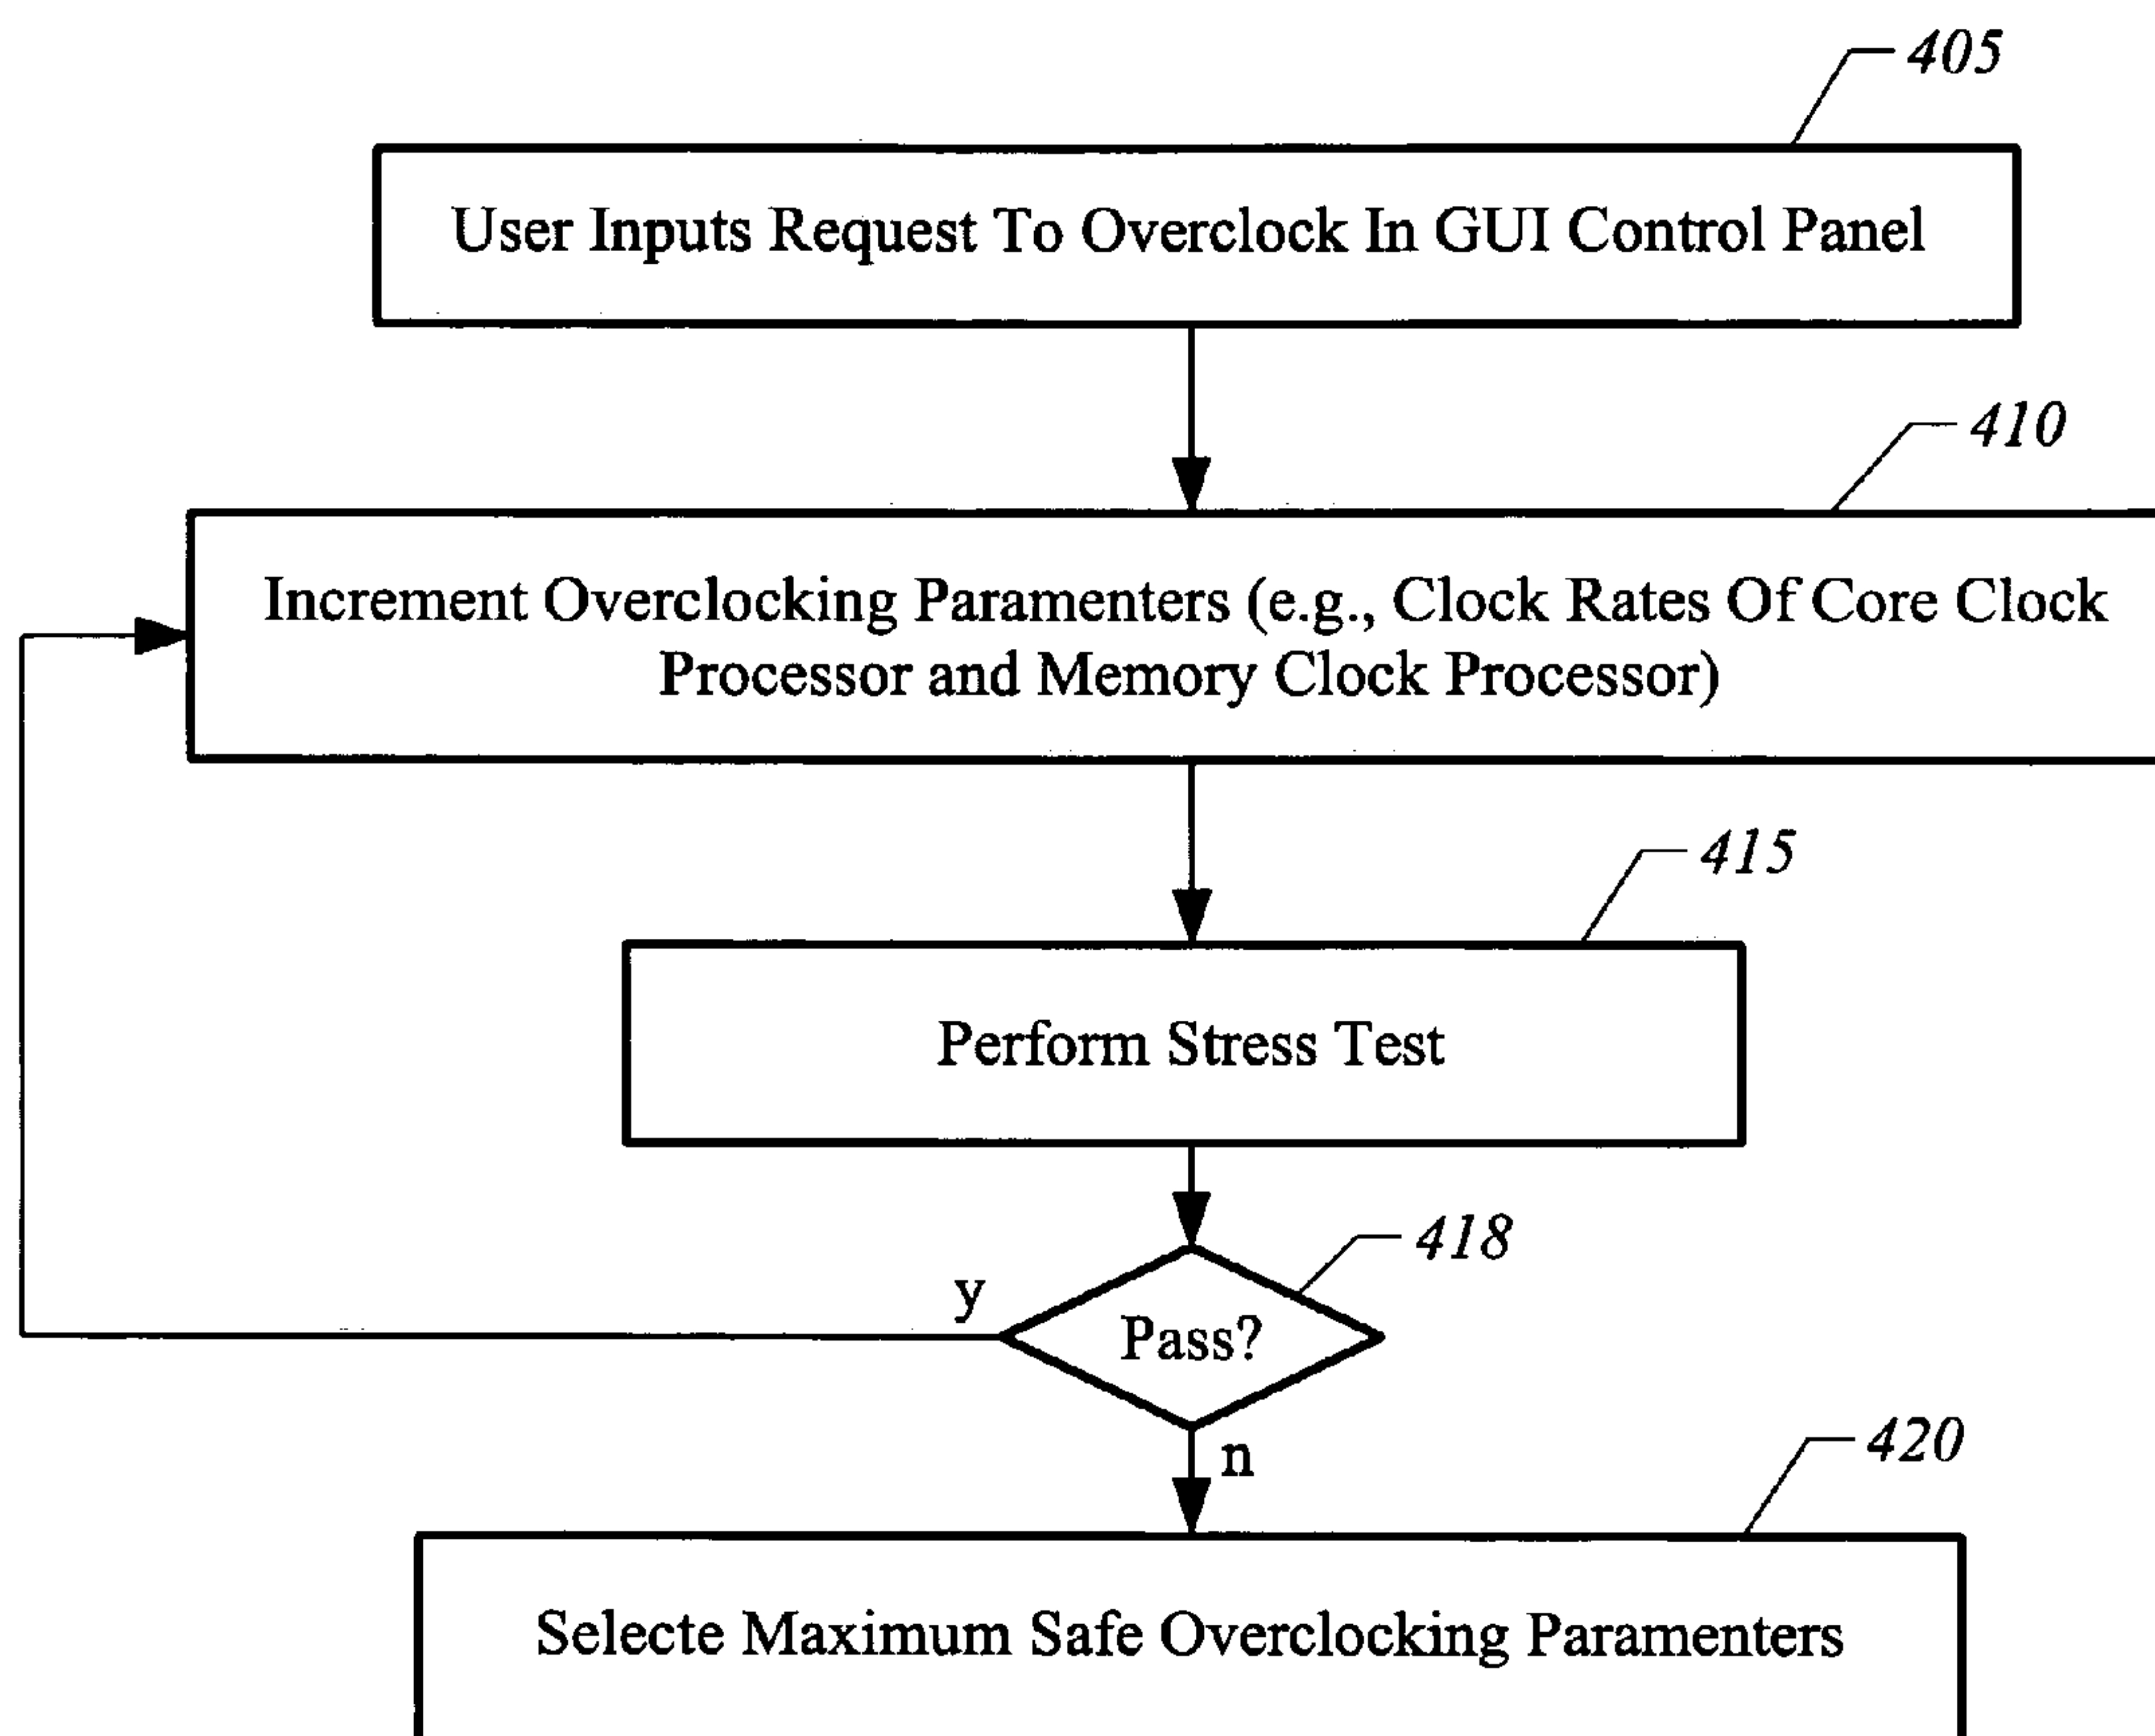 405
User Inputs Request To Overclock In GUI Control Panel
410
Increment Overclocking Paramenters (e.g., Clock Rates Of Core Clock
Processor and Memory Clock Processor)
415
Perform Stress Test
418
y
Pass?
n
420
Selecte Maximum Safe Overclocking Paramenters